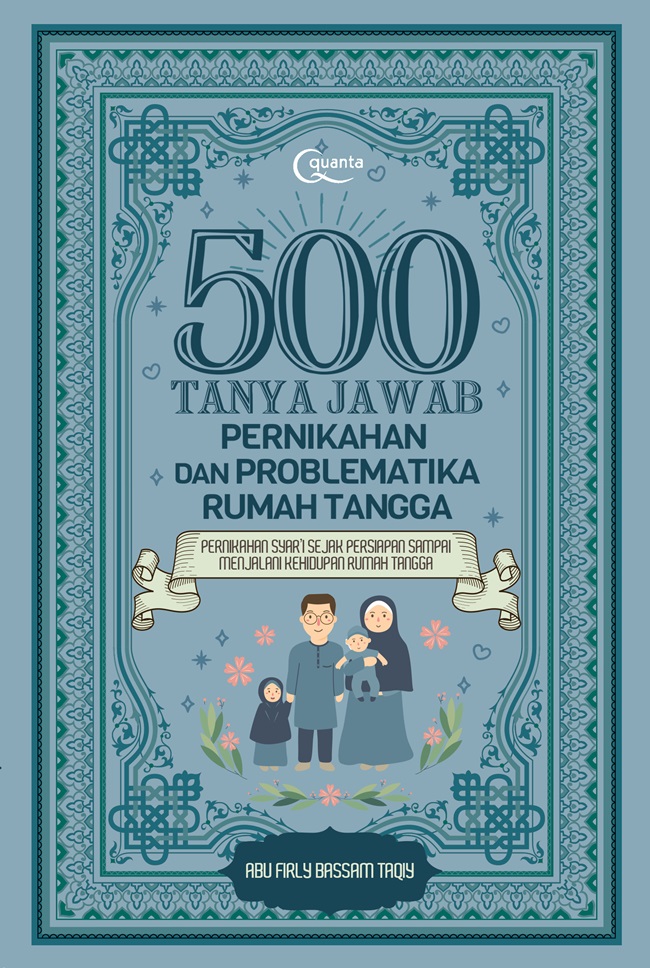 quanta
500
TANYA JAWAB
PERNIKAHAN
DAN PROBLEMATIKA
RUMAH TANGGA
PERNIKAHAN SYAR'I SEJAK PERSIAPAN SAMPAI
MENJALANI KEHIDUPAN RUMAH TANGGA
ABU FIRLY BASSAM TAQIY